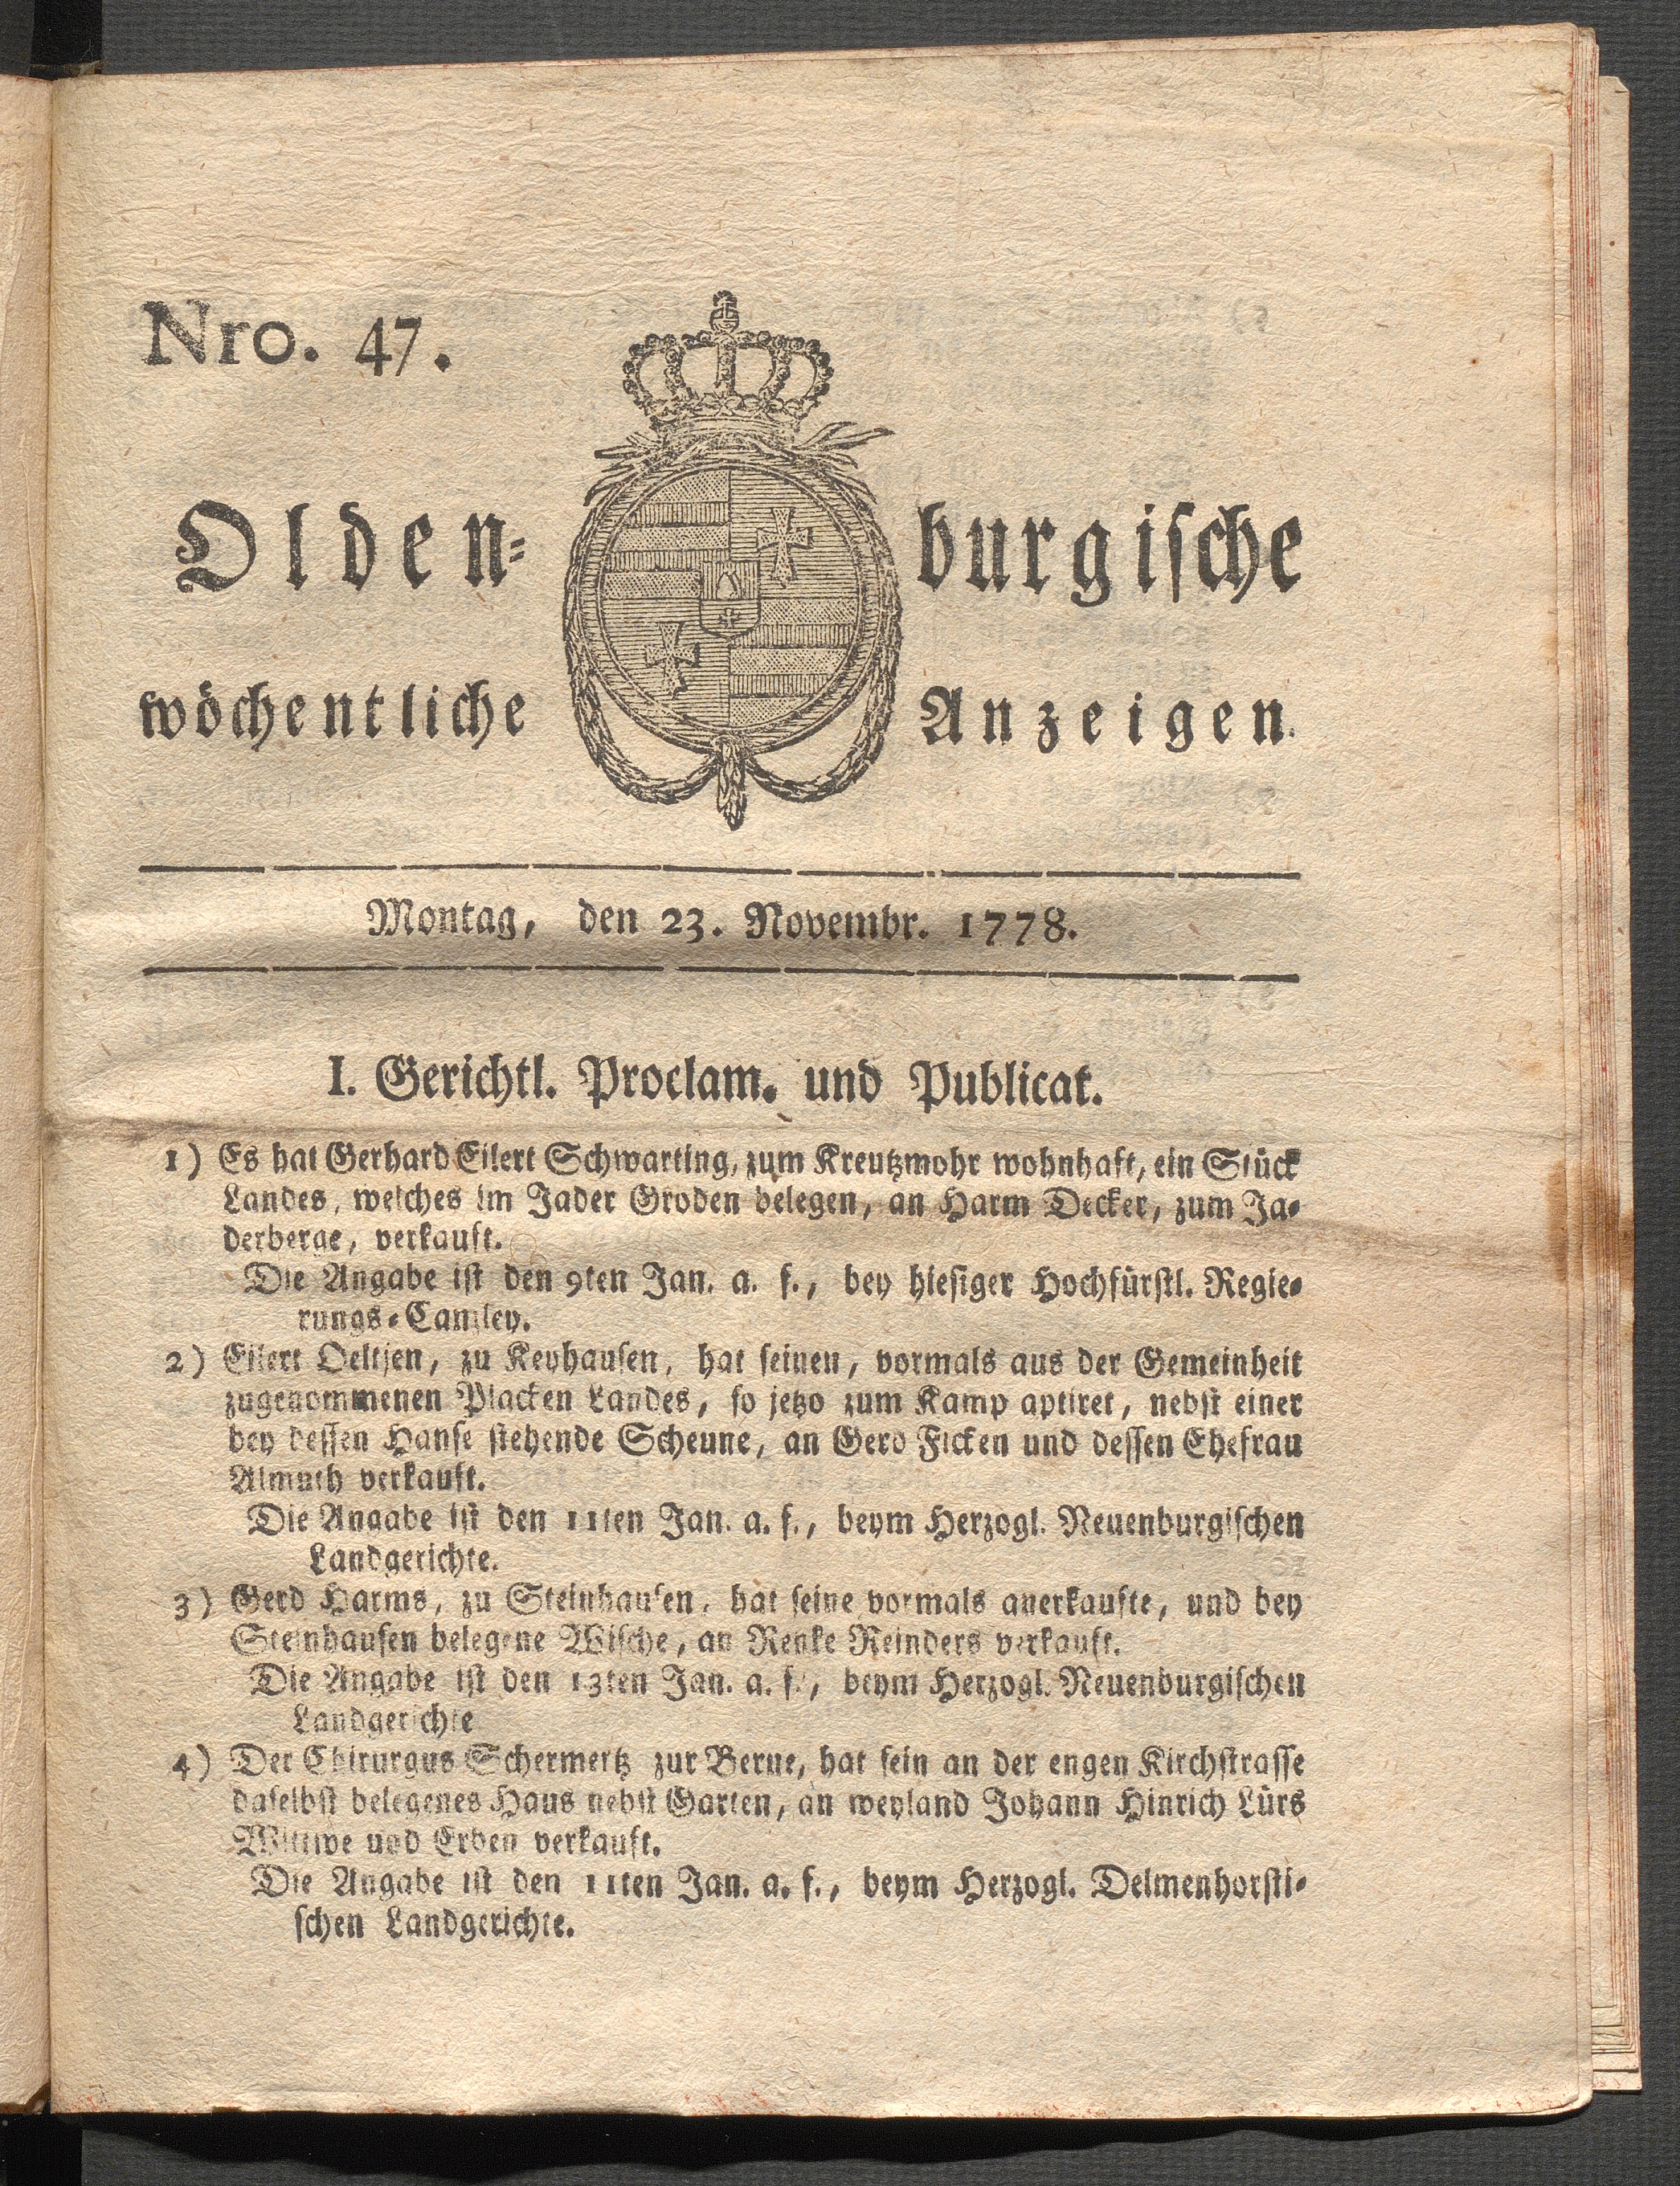 Nro. 47.
Olden-burgische
wöchentliche Anzeigen.
Montag, den 23. Novembr. 1778.
I. Gerichtl. Proclam. und Publicat.
1) Es hat Gerhard Eilert Schwarting, zum Kreutzmohr wohnhaft, ein Stück
Landes, welches im Jader Groden belegen, an Harm Decker, zum Ja-
derberge, verkauft.
Die Angabe ist den 9ten Jan. a. f., bey hiesiger Hochfürstl. Regie-
rungs-Canzley.
2) Eilert Oeltjen, zu Keyhausen, hat seinen, vormals aus der Gemeinheit
zugenommenen Placken Landes, so jetzo zum Kamp aptiret, nebst einer
bey dessen Hause stehende Scheune, an Gerd Ficken und dessen Ehefrau
Almuth verkauft.
Die Angabe ist den 11ten Jan. a. f., beym Herzogl. Neuenburgischen
Landgerichte.
3) Gerd Harms, zu Steinhausen, hat seine vormals anerkaufte, und bey
Steinhausen belegene Wische, an Renke Reinders verkauft.
Die Angabe ist den 13ten Jan. a. f., beym Herzogl. Neuenburgischen
Landgerichte
4) Der Chirurgus Schermertz zur Berne, hat sein an der engen Kirchstrasse
daselbst belegenes Haus nebst Garten, an weyland Johann Hinrich Lürs
Wittwe und Erben verkauft.
Die Angabe ist den 11ten Jan. a. f., beym Herzogl. Delmenhorsti-
schen Landgerichte.